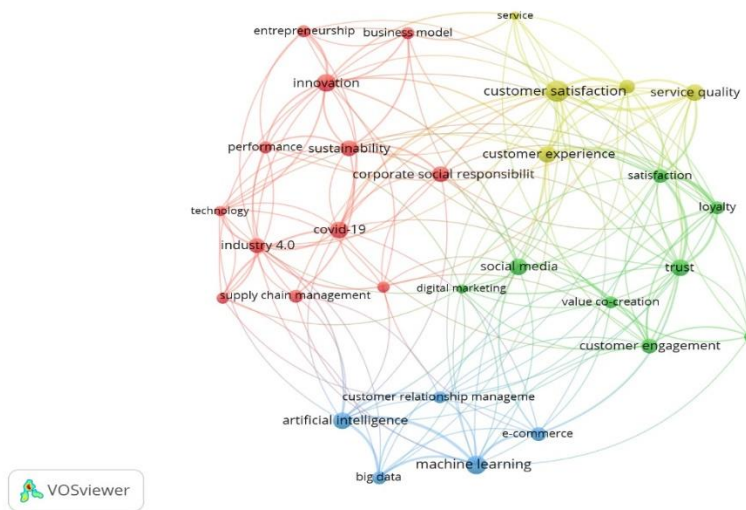 service
entrepreneurship
business model
innovation
customer satisfaction
service quality
performance
sustainability
customer experience
corporate social responsibilit
satisfaction
technology
loyalty
covid-19
industry 4.0
social media
trust
digital marketing
supply chain management
value co-creation
customer engagement
customer relationship manageme
artificial intelligence
e-commerce
machine learning
big data
VOSviewer